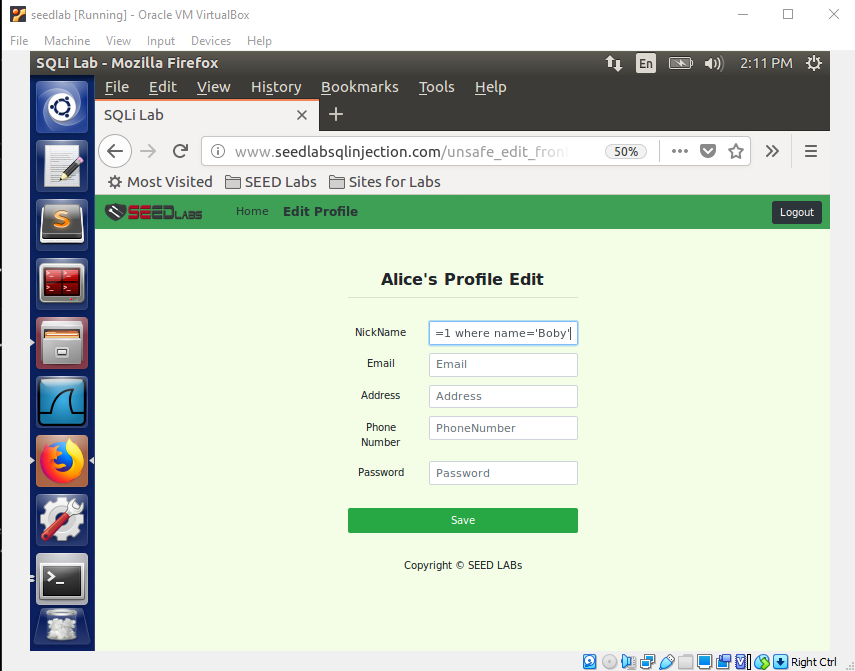 seedlab [Running] - Oracle VM VirtualBox
File Machine View Input Devices Help
SQLi Lab - Mozilla Firefox En 2:11 PM
File Edit View History Bookmarks Tools Help
SQLi Lab
www.seedlabsqlinjection.com/unsafe_edit_fron 50%
Most Visited SEED Labs Sites for Labs
SEEDLABS Home Edit Profile Logout
Alice's Profile Edit
NickName =1 where name='Boby'
Email Email
Address Address
Phone Number PhoneNumber
Password Password
Save
Copyright © SEED LABs
Right Ctrl